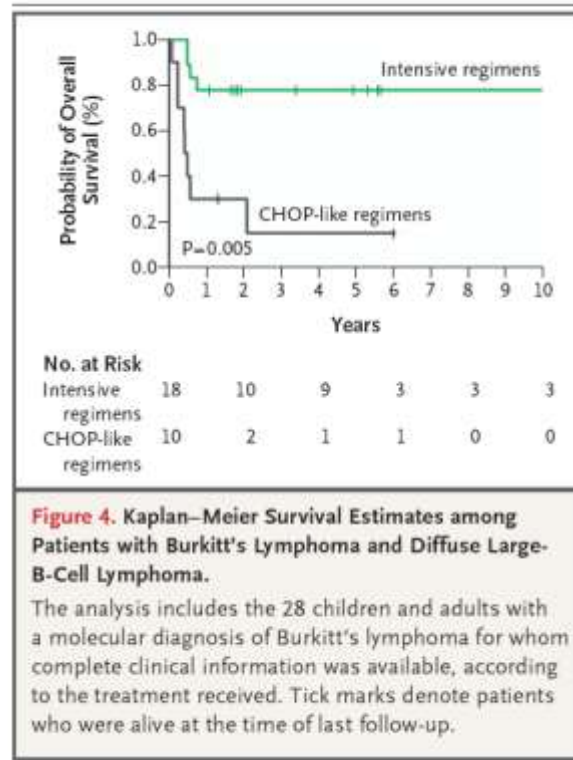 Probability of Overall
Survival (%)
1.0
0.8
0.6
0.4
0.2
0.0
Intensive regimens
CHOP-like regimens
P=0.005
0 1 2 3 4 5 6 7 8 9 10
Years
No. at Risk
Intensive regimens 18 10 9 3 3 3
CHOP-like regimens 10 2 1 1 0 0
Figure 4. Kaplan–Meier Survival Estimates among
Patients with Burkitt's Lymphoma and Diffuse Large-
B-Cell Lymphoma.
The analysis includes the 28 children and adults with
a molecular diagnosis of Burkitt's lymphoma for whom
complete clinical information was available, according
to the treatment received. Tick marks denote patients
who were alive at the time of last follow-up.